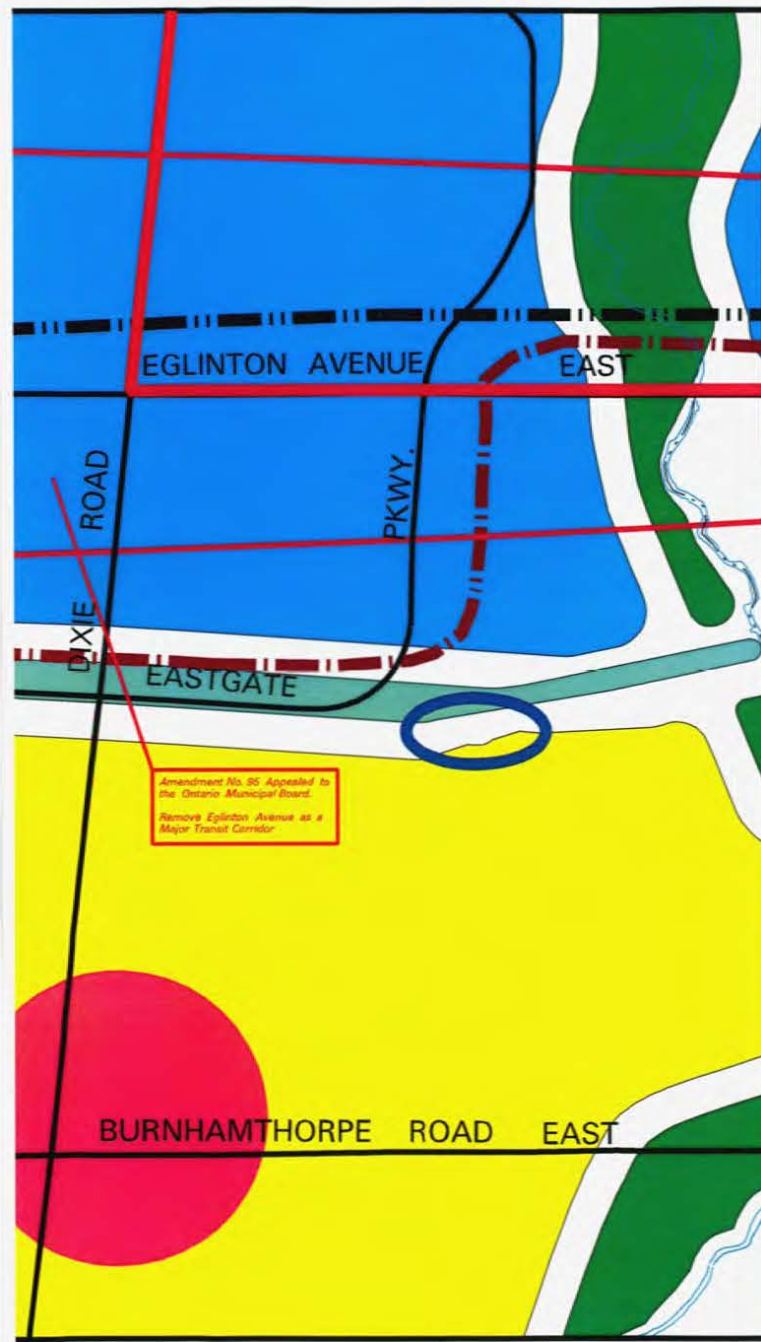 EGLINTON AVENUE EAST
DIXIE ROAD
PKWY.
EASTGATE
Amendment No. 95 Appealed to
the Ontario Municipal Board.
Remove Eglinton Avenue as a
Major Transit Corridor
BURNHAMTHORPE ROAD EAST